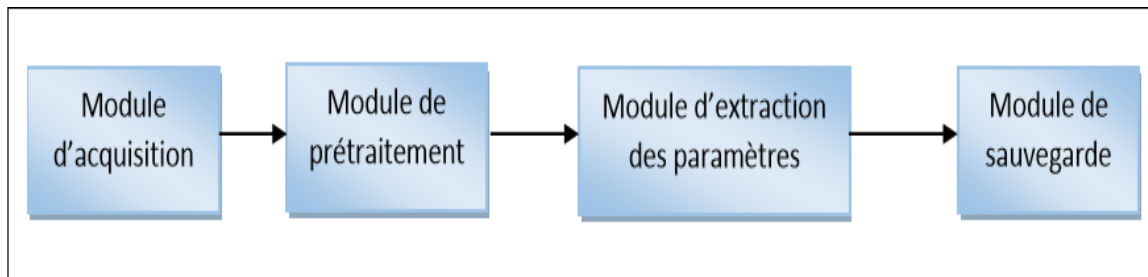 Module
d’acquisition
Module de
prétraitement
Module d’extraction
des paramètres
Module de
sauvegarde